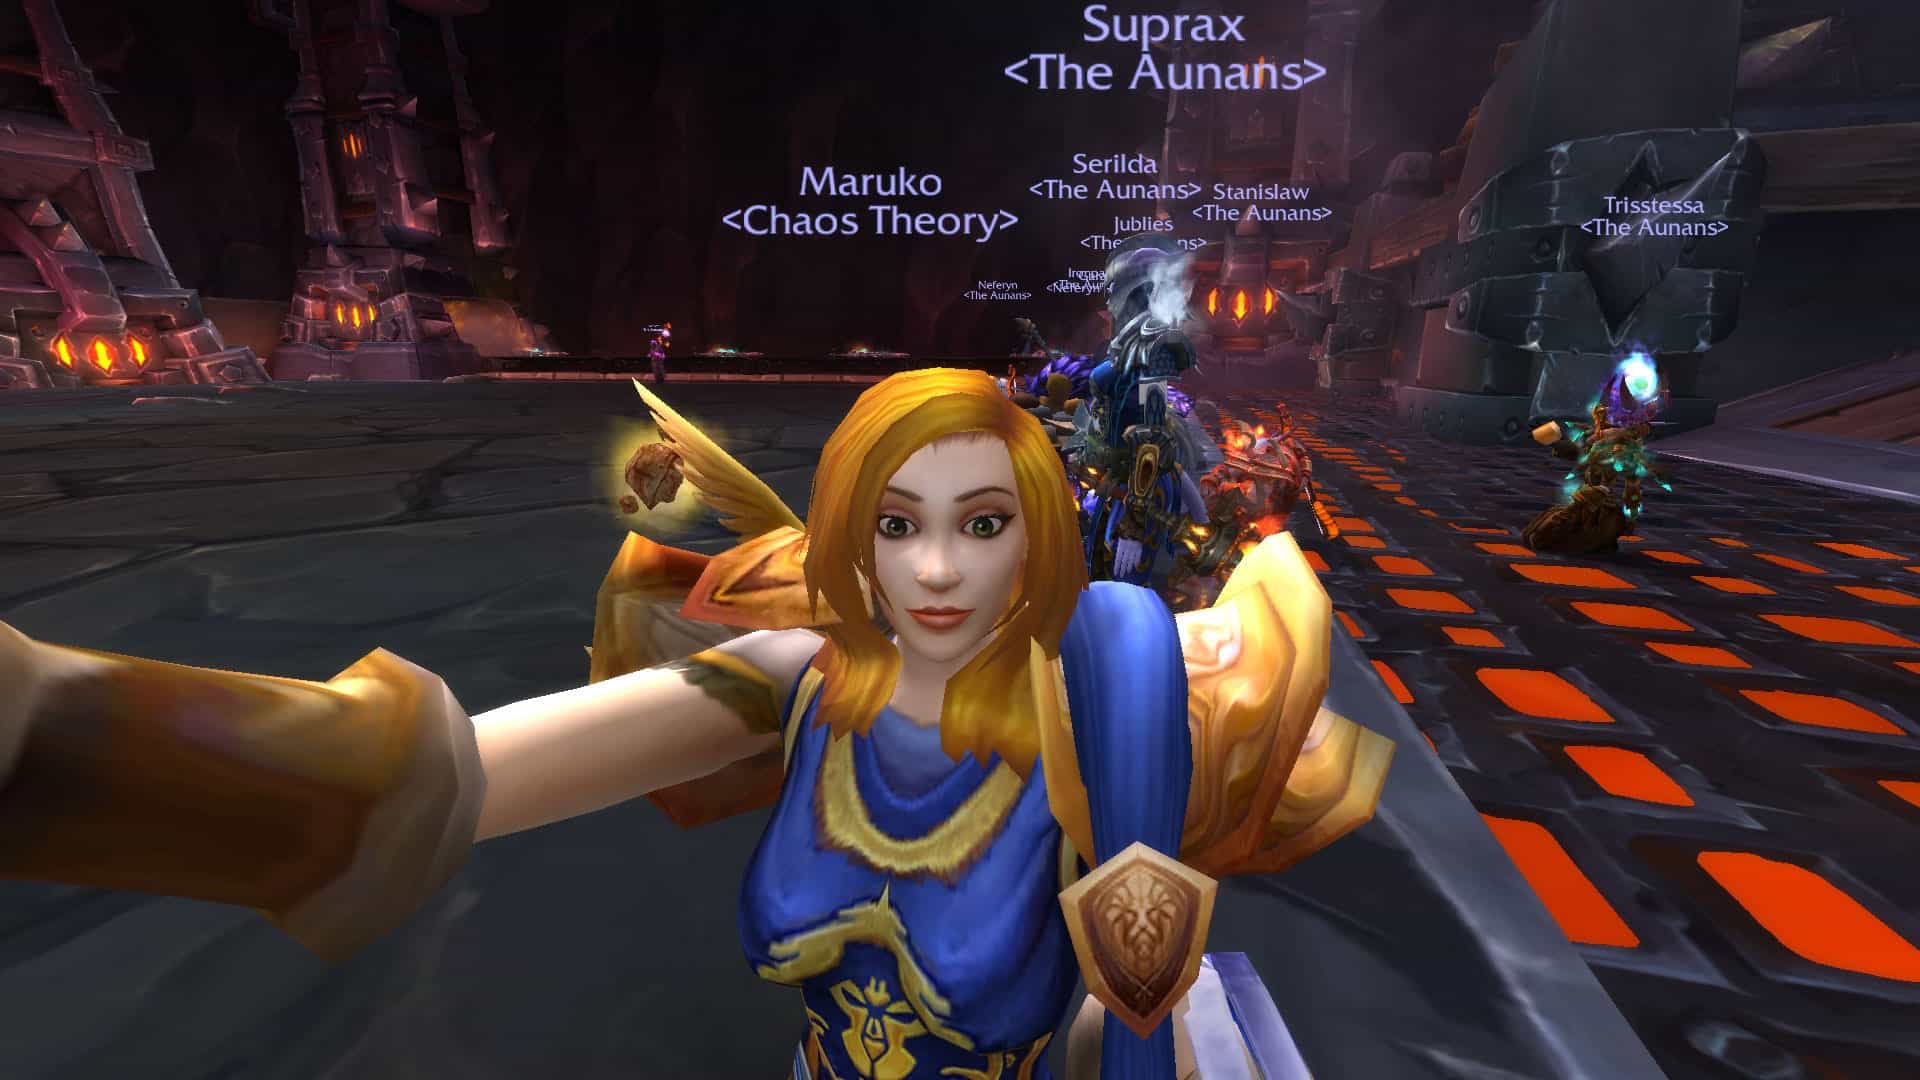 Suprax
<The Aunans>
Serilda
<The Aunans>
Maruko
<Chaos Theory>
Stanislaw
<The Aunans>
Trisstessa
<The Aunans>
Jublies
Neferyn
<The Aunans>